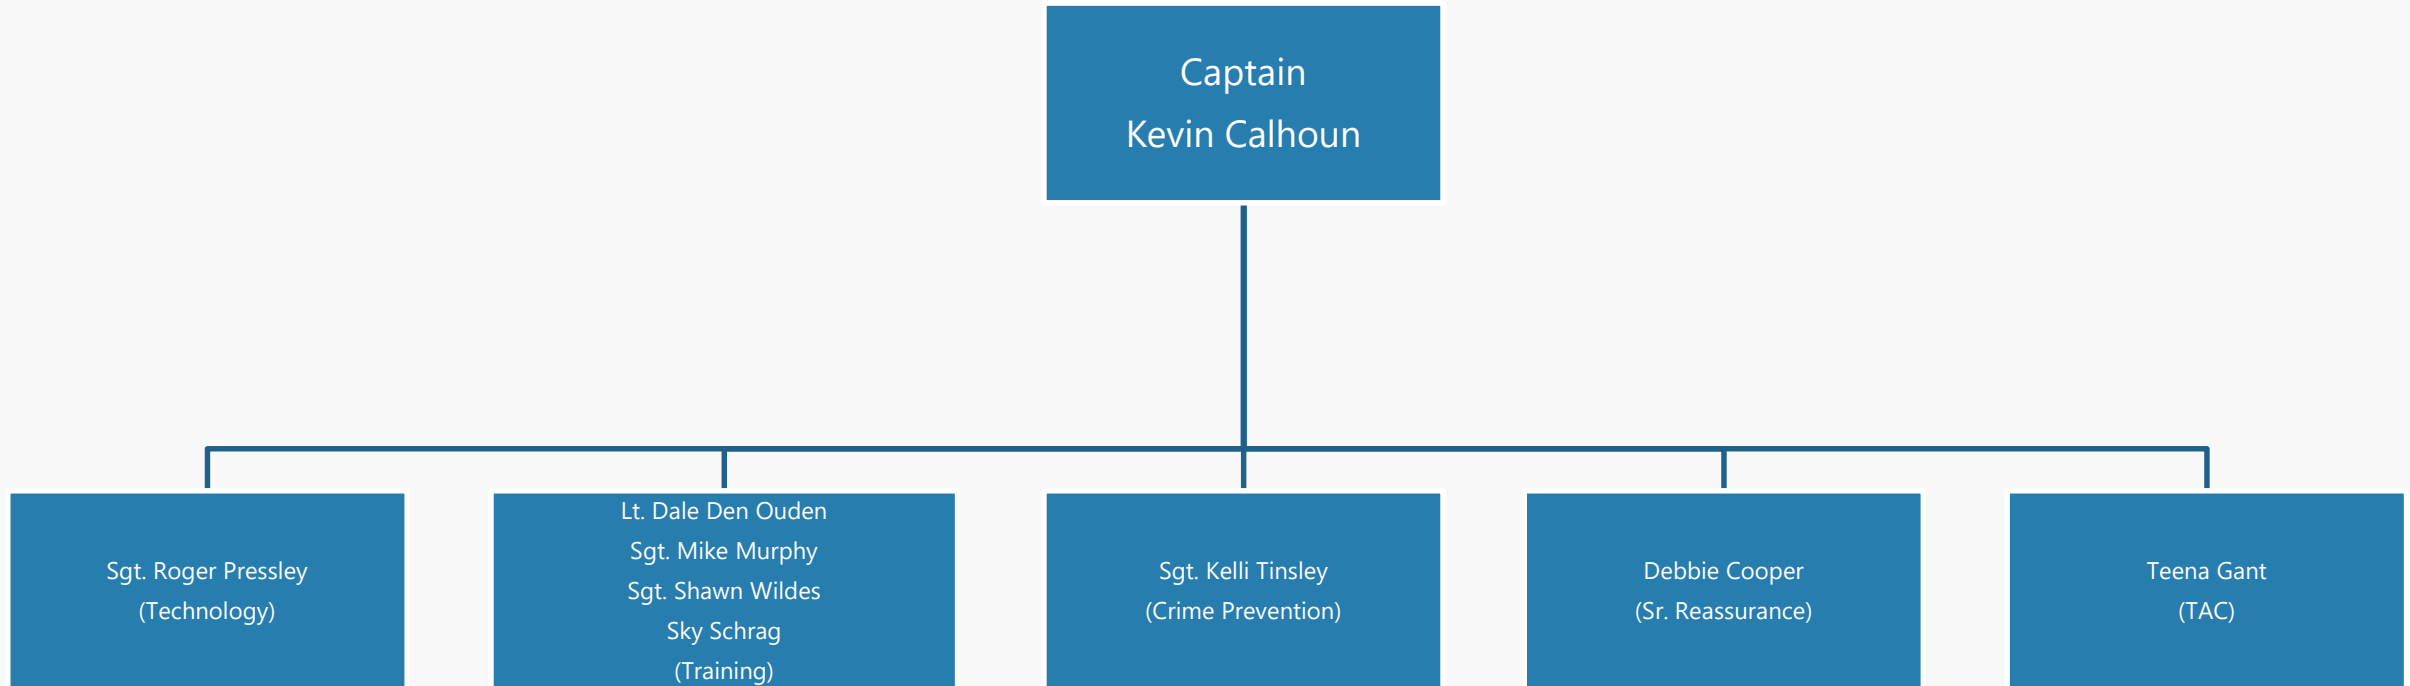 Captain
Kevin Calhoun
Sgt. Roger Pressley
(Technology)
Lt. Dale Den Ouden
Sgt. Mike Murphy
Sgt. Shawn Wildes
Sky Schrag
(Training)
Sgt. Kelli Tinsley
(Crime Prevention)
Debbie Cooper
(Sr. Reassurance)
Teena Gant
(TAC)